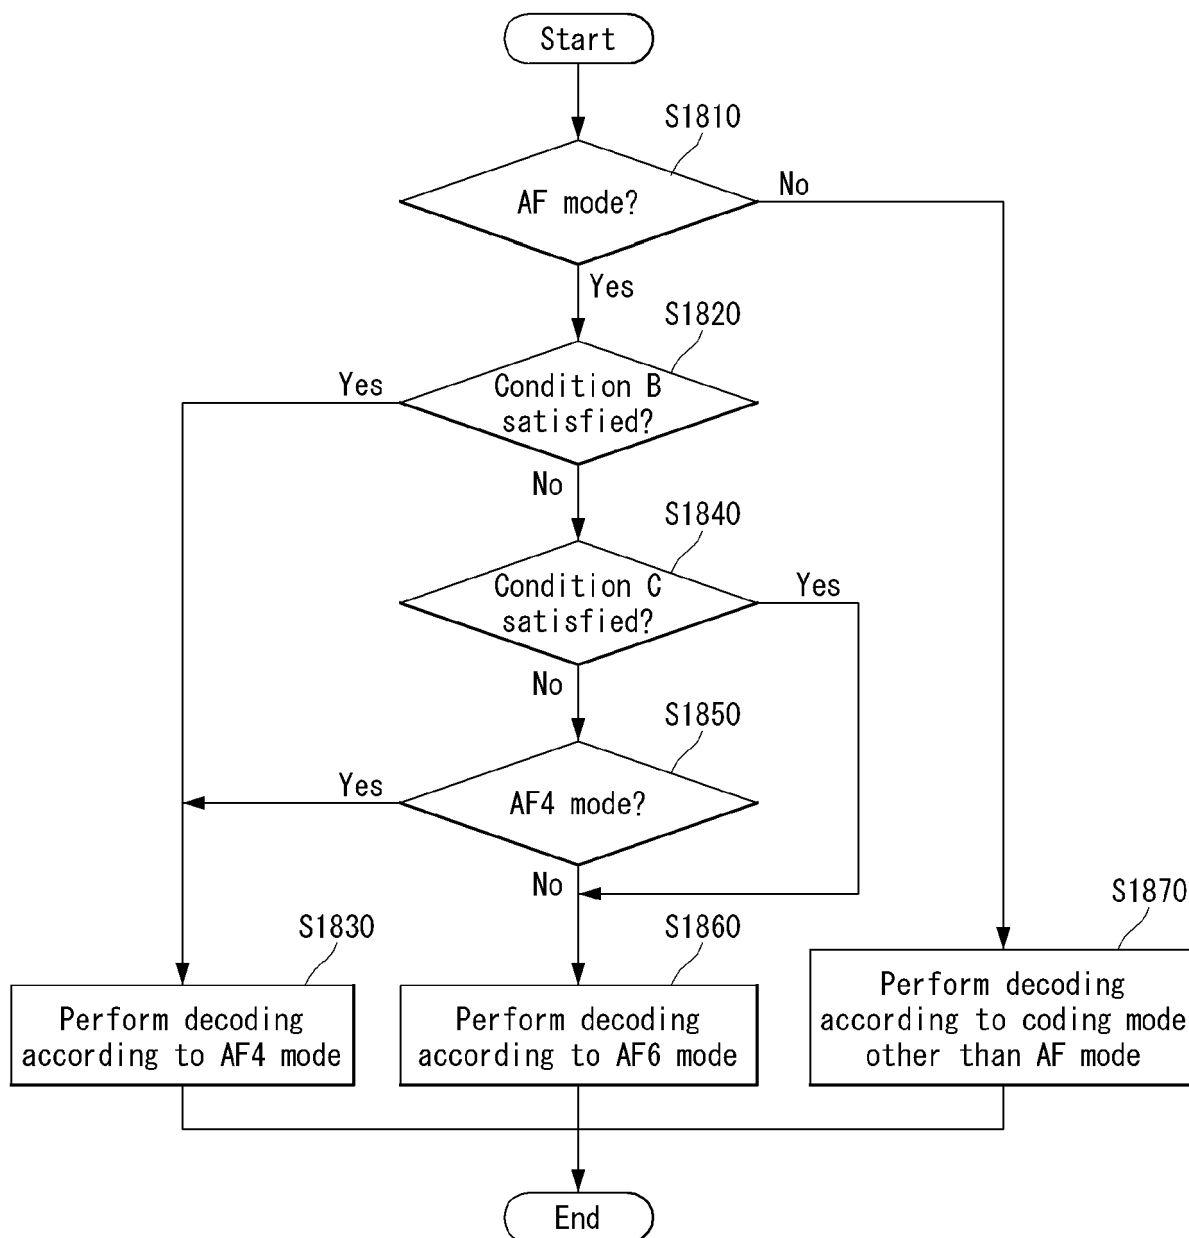 Start
S1810
AF mode?
No
Yes
S1820
Yes
Condition B
satisfied?
No
S1840
Condition C
satisfied?
Yes
No
S1850
Yes
AF4 mode?
No
S1830
S1860
S1870
Perform decoding
according to AF4 mode
Perform decoding
according to AF6 mode
Perform decoding
according to coding mode
other than AF mode
End